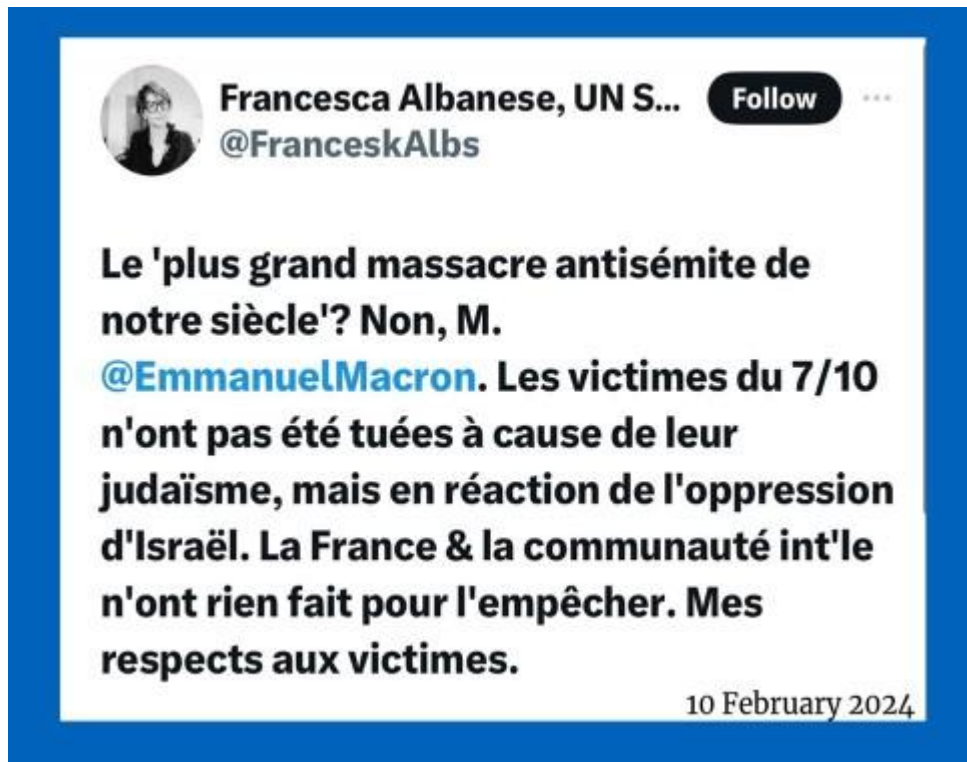 Francesca Albanese, UN S... Follow ...
@FranceskAlbs
Le 'plus grand massacre antisémite de
notre siècle'? Non, M.
@EmmanuelMacron. Les victimes du 7/10
n'ont pas été tuées à cause de leur
judaïsme, mais en réaction de l'oppression
d'Israël. La France & la communauté int'le
n'ont rien fait pour l'empêcher. Mes
respects aux victimes.
10 February 2024